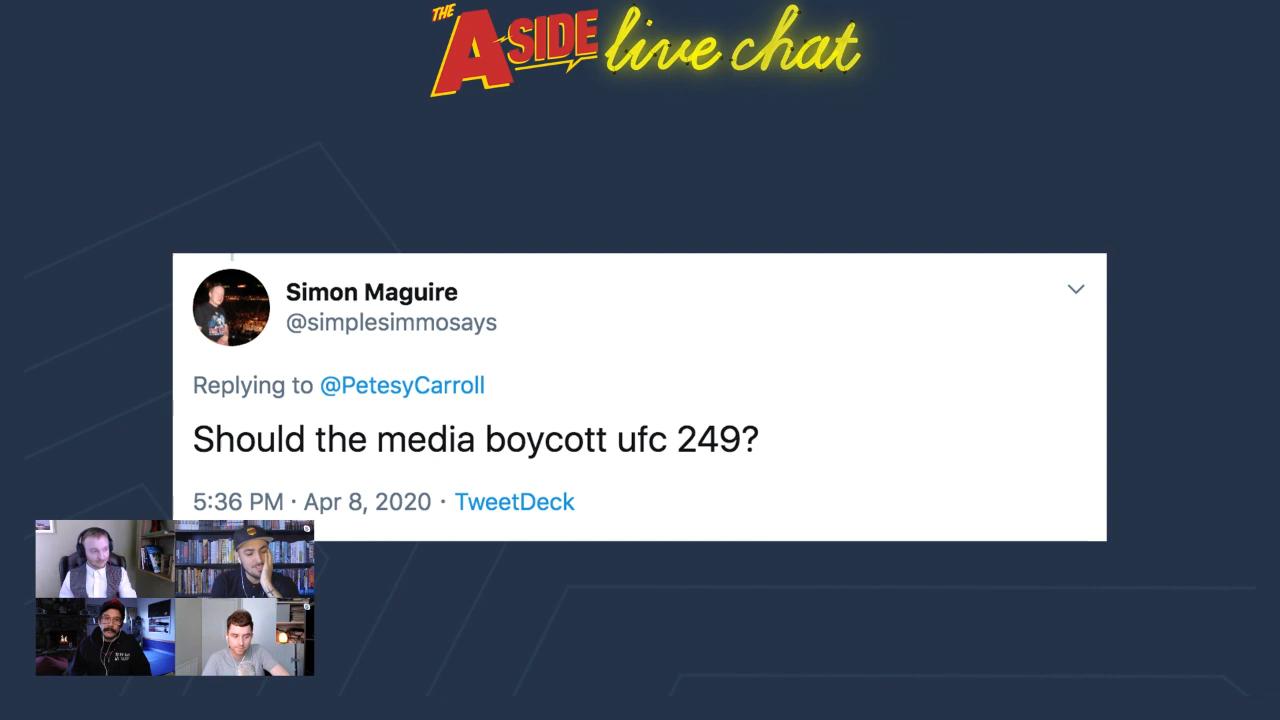 THE A SIDE live chat
Simon Maguire
@simplesimmosays
Replying to @PetesyCarroll
Should the media boycott ufc 249?
5:36 PM · Apr 8, 2020 · TweetDeck